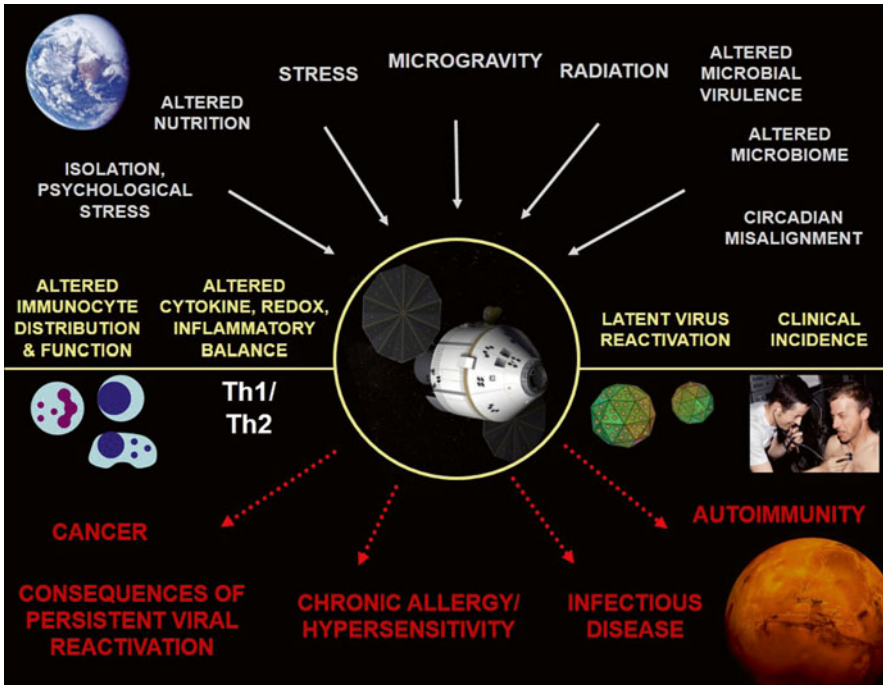 ALTERED
NUTRITION
STRESS
MICROGRAVITY
RADIATION
ALTERED
MICROBIAL
VIRULENCE
ISOLATION,
PSYCHOLOGICAL
STRESS
ALTERED
MICROBIOME
CIRCADIAN
MISALIGNMENT
ALTERED
IMMUNOCYTE
DISTRIBUTION
& FUNCTION
ALTERED
CYTOKINE, REDOX,
INFLAMMATORY
BALANCE
LATENT VIRUS
REACTIVATION
CLINICAL
INCIDENCE
Th1/
Th2
CANCER
AUTOIMMUNITY
CONSEQUENCES OF
PERSISTENT VIRAL
REACTIVATION
CHRONIC ALLERGY/
HYPERSENSITIVITY
INFECTIOUS
DISEASE